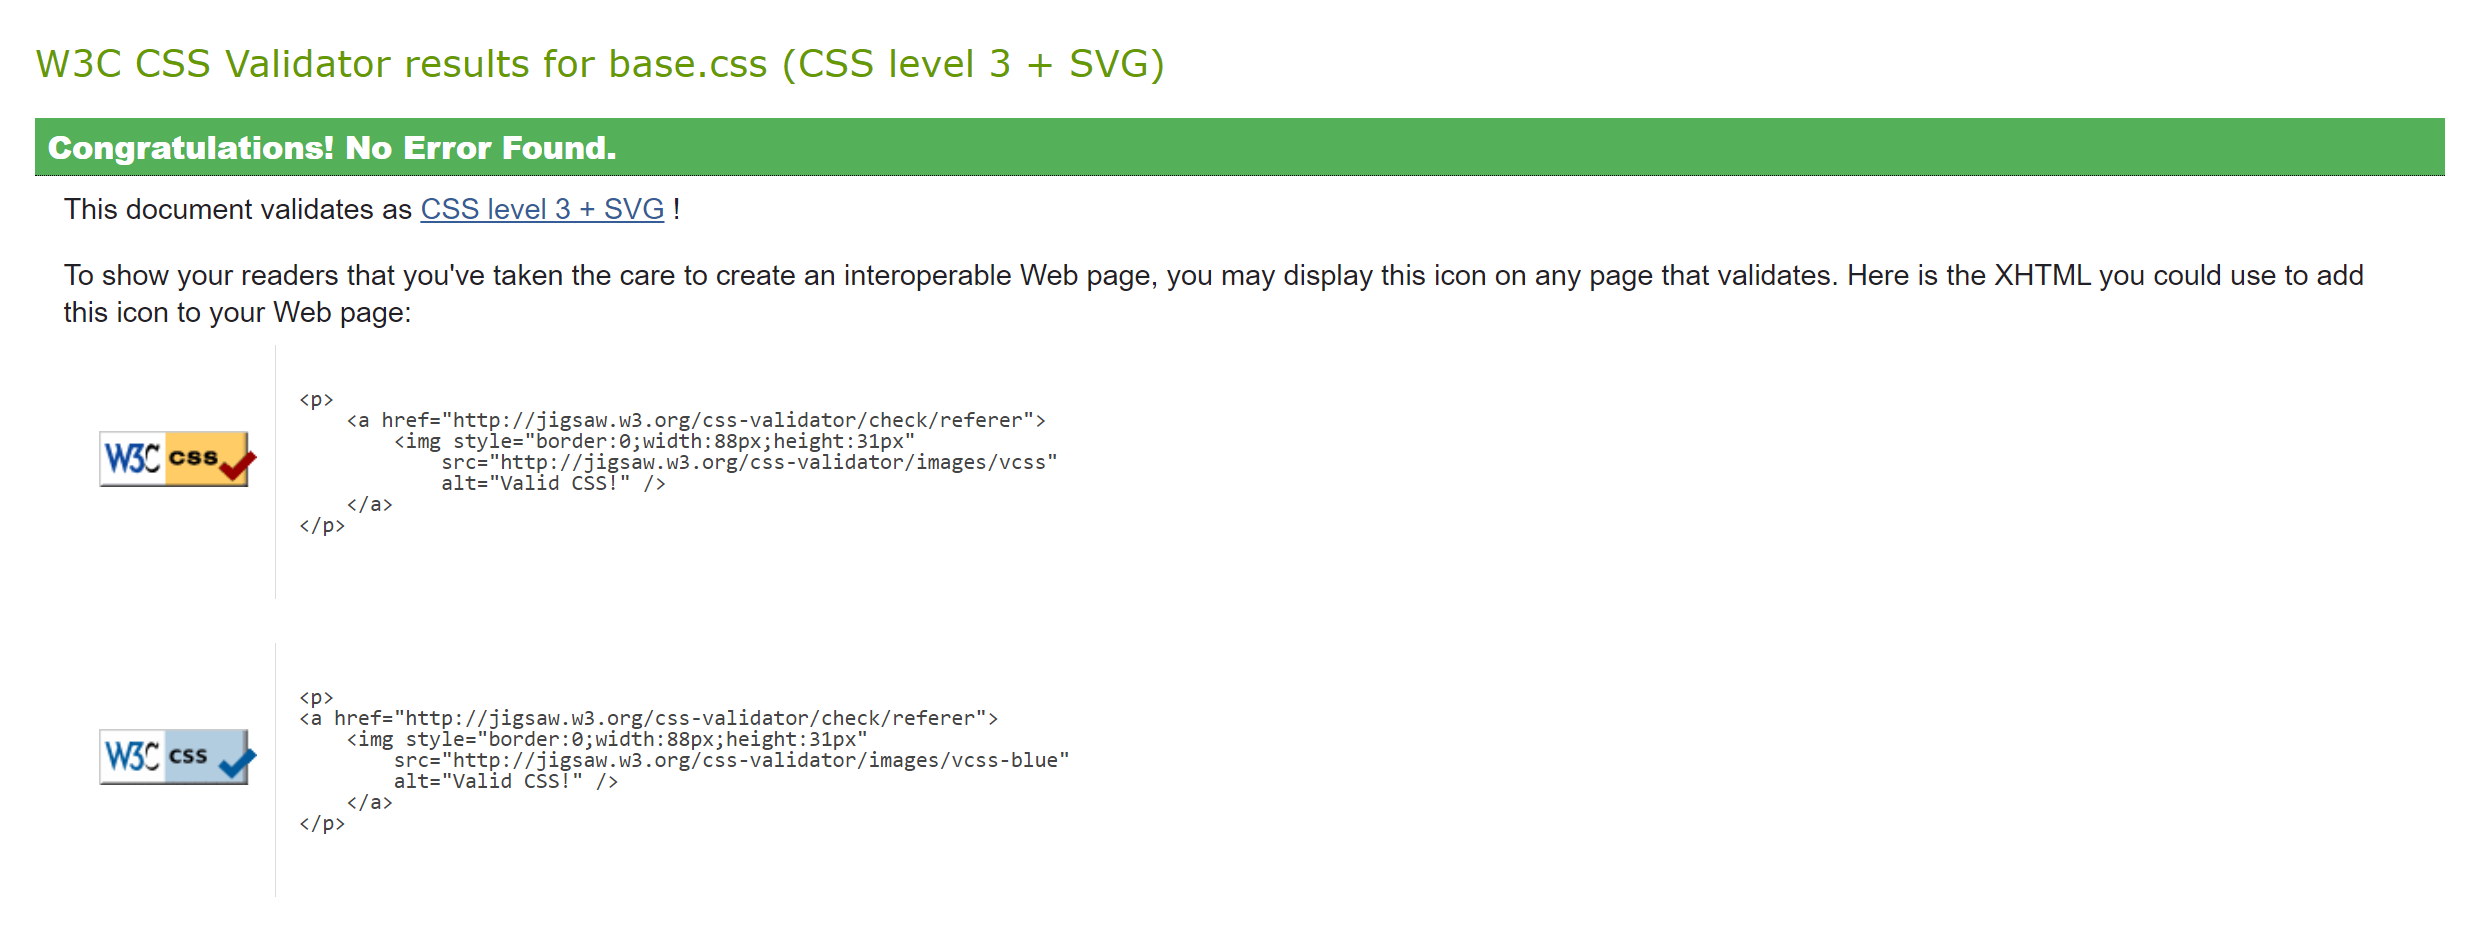 W3C CSS Validator results for base.css (CSS level 3 + SVG)
Congratulations! No Error Found.
This document validates as CSS level 3 + SVG !
To show your readers that you've taken the care to create an interoperable Web page, you may display this icon on any page that validates. Here is the XHTML you could use to add
this icon to your Web page:
W3C css
<p>
    <a href="http://jigsaw.w3.org/css-validator/check/referer">
        <img style="border:0;width:88px;height:31px"
            src="http://jigsaw.w3.org/css-validator/images/vcss"
            alt="Valid CSS!" />
    </a>
</p>
W3C css
<p>
<a href="http://jigsaw.w3.org/css-validator/check/referer">
    <img style="border:0;width:88px;height:31px"
        src="http://jigsaw.w3.org/css-validator/images/vcss-blue"
        alt="Valid CSS!" />
    </a>
</p>